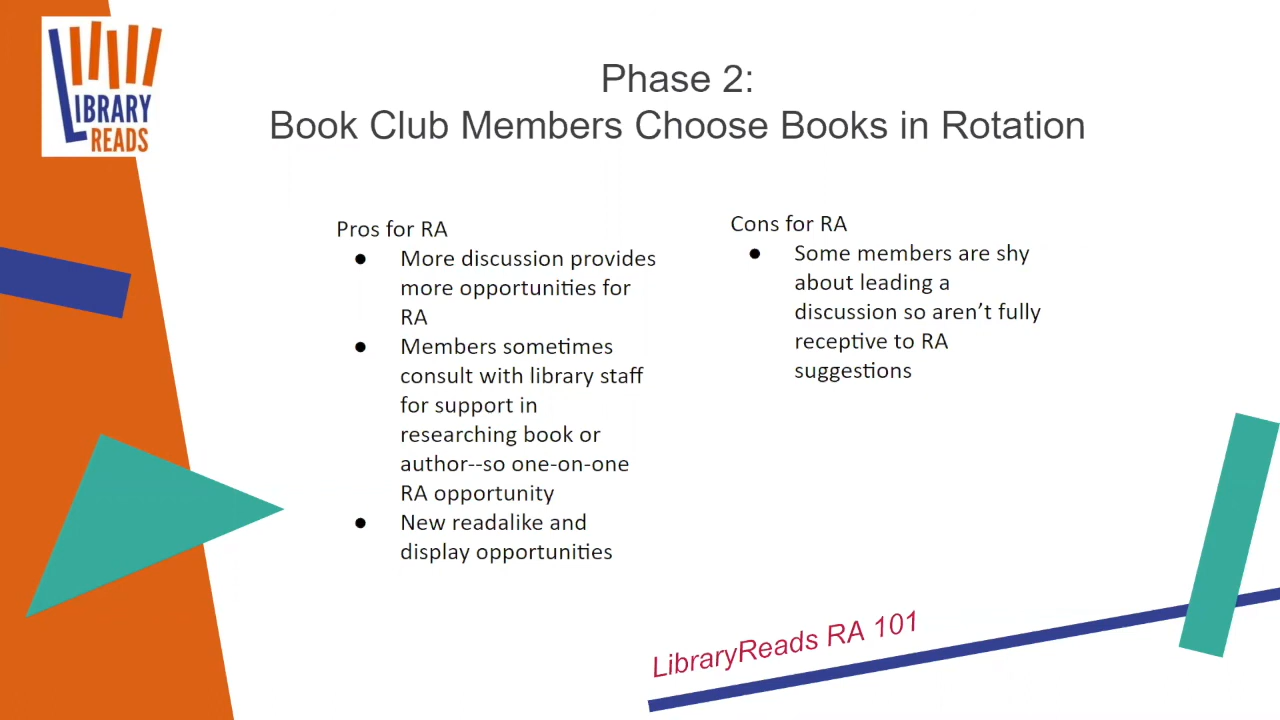 LIBRARY
READS
Phase 2:
Book Club Members Choose Books in Rotation
Pros for RA
● More discussion provides
more opportunities for
RA
● Members sometimes
consult with library staff
for support in
researching book or
author--so one-on-one
RA opportunity
● New readalike and
display opportunities
Cons for RA
● Some members are shy
about leading a
discussion so aren’t fully
receptive to RA
suggestions
LibraryReads RA 101